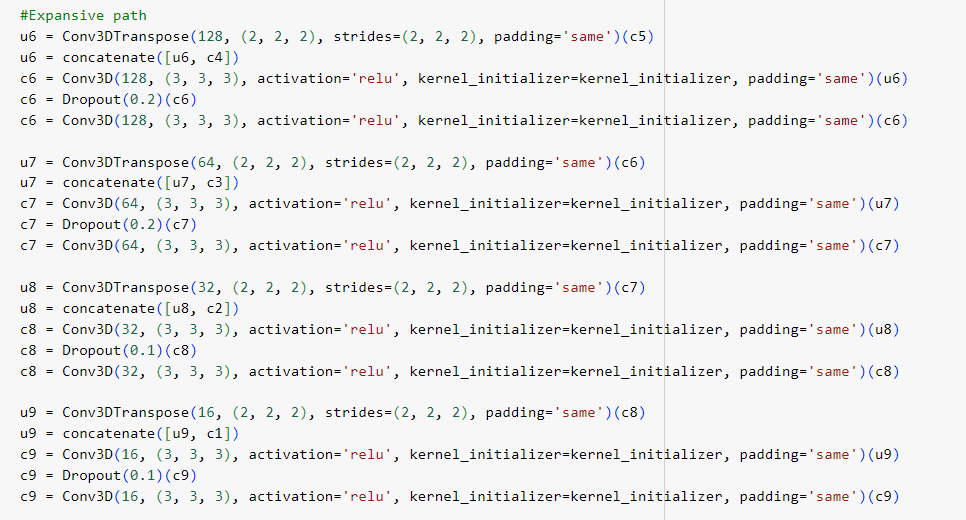 #Expansive path
u6 = Conv3DTranspose(128, (2, 2, 2), strides=(2, 2, 2), padding='same')(c5)
u6 = concatenate([u6, c4])
c6 = Conv3D(128, (3, 3, 3), activation='relu', kernel_initializer=kernel_initializer, padding='same')(u6)
c6 = Dropout(0.2)(c6)
c6 = Conv3D(128, (3, 3, 3), activation='relu', kernel_initializer=kernel_initializer, padding='same')(c6)
u7 = Conv3DTranspose(64, (2, 2, 2), strides=(2, 2, 2), padding='same')(c6)
u7 = concatenate([u7, c3])
c7 = Conv3D(64, (3, 3, 3), activation='relu', kernel_initializer=kernel_initializer, padding='same')(u7)
c7 = Dropout(0.2)(c7)
c7 = Conv3D(64, (3, 3, 3), activation='relu', kernel_initializer=kernel_initializer, padding='same')(c7)
u8 = Conv3DTranspose(32, (2, 2, 2), strides=(2, 2, 2), padding='same')(c7)
u8 = concatenate([u8, c2])
c8 = Conv3D(32, (3, 3, 3), activation='relu', kernel_initializer=kernel_initializer, padding='same')(u8)
c8 = Dropout(0.1)(c8)
c8 = Conv3D(32, (3, 3, 3), activation='relu', kernel_initializer=kernel_initializer, padding='same')(c8)
u9 = Conv3DTranspose(16, (2, 2, 2), strides=(2, 2, 2), padding='same')(c8)
u9 = concatenate([u9, c1])
c9 = Conv3D(16, (3, 3, 3), activation='relu', kernel_initializer=kernel_initializer, padding='same')(u9)
c9 = Dropout(0.1)(c9)
c9 = Conv3D(16, (3, 3, 3), activation='relu', kernel_initializer=kernel_initializer, padding='same')(c9)